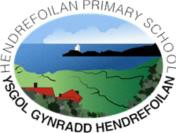 HENDREFOILAN PRIMARY SCHOOL
YSGOL GYNRADD HENDREFOILAN